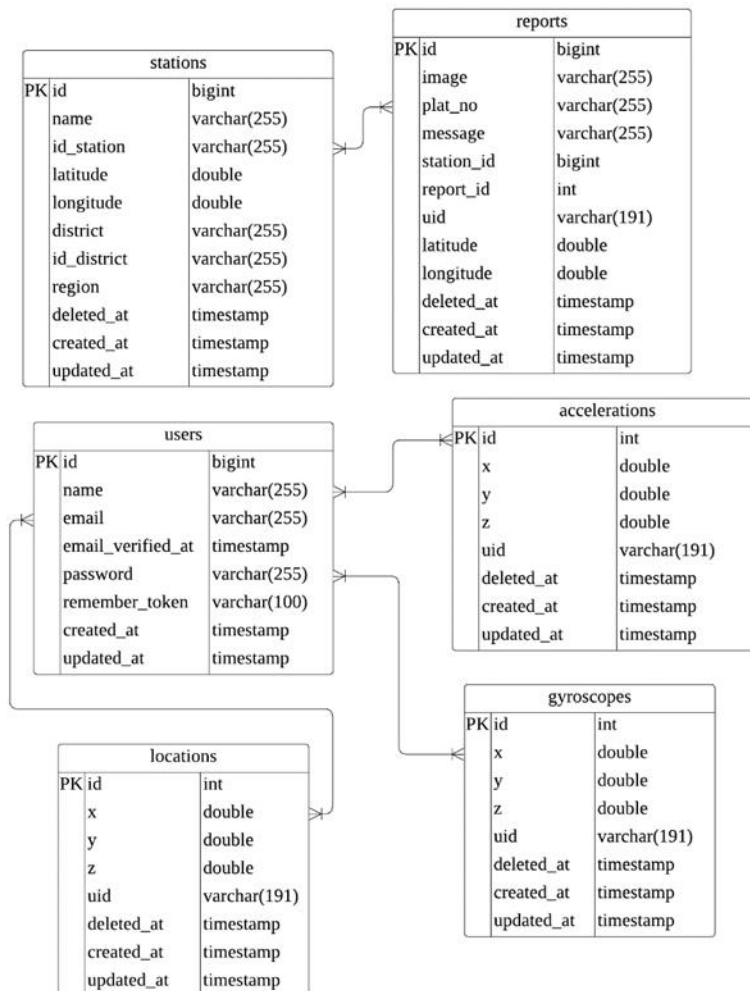 stations
PK id bigint
name varchar(255)
id_station varchar(255)
latitude double
longitude double
district varchar(255)
id_district varchar(255)
region varchar(255)
deleted_at timestamp
created_at timestamp
updated_at timestamp
reports
PK id bigint
image varchar(255)
plat_no varchar(255)
message varchar(255)
station_id bigint
report_id int
uid varchar(191)
latitude double
longitude double
deleted_at timestamp
created_at timestamp
updated_at timestamp
users
PK id bigint
name varchar(255)
email varchar(255)
email_verified_at timestamp
password varchar(255)
remember_token varchar(100)
created_at timestamp
updated_at timestamp
accelerations
PK id int
x double
y double
z double
uid varchar(191)
deleted_at timestamp
created_at timestamp
updated_at timestamp
locations
PK id int
x double
y double
z double
uid varchar(191)
deleted_at timestamp
created_at timestamp
updated_at timestamp
gyroscopes
PK id int
x double
y double
z double
uid varchar(191)
deleted_at timestamp
created_at timestamp
updated_at timestamp